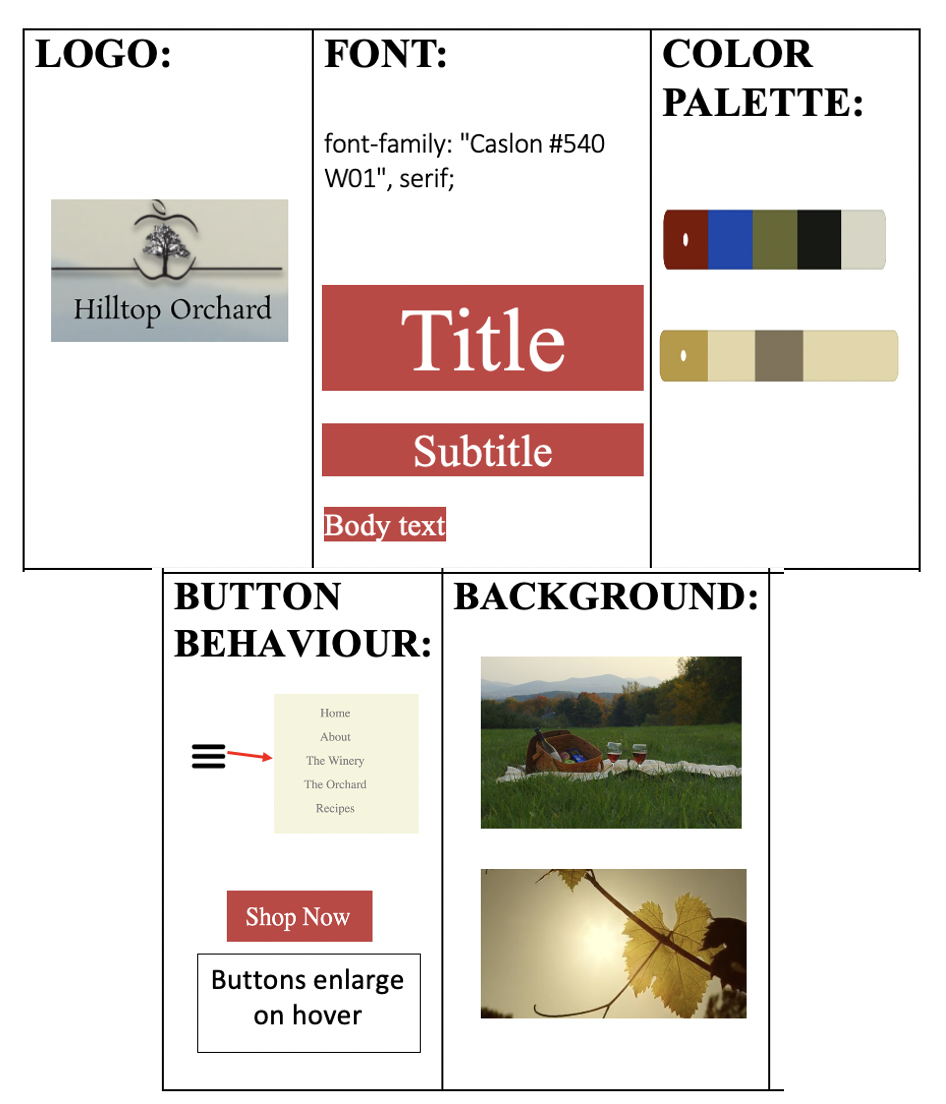 LOGO:
Hilltop Orchard
FONT:
font-family: "Caslon #540
W01", serif;
Title
Subtitle
Body text
COLOR
PALETTE:
BUTTON
BEHAVIOUR:
Home
About
The Winery
The Orchard
Recipes
Shop Now
Buttons enlarge
on hover
BACKGROUND: